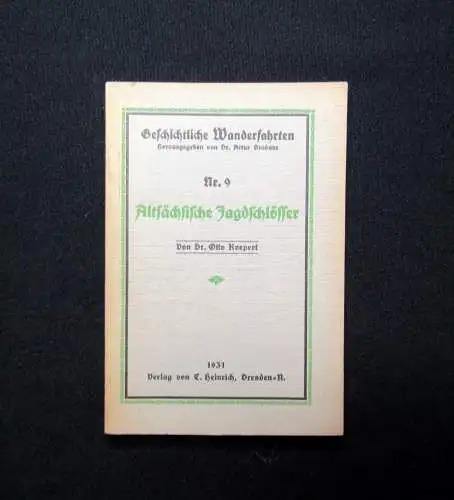 Geschichtliche Wanderfahrten
Herausgegeben von Dr. Artur Brabant
Nr. 9
Altsächsische Jagdschlösser
Von Dr. Otto Koepert
1931
Verlag von C. Heinrich, Dresden-N.